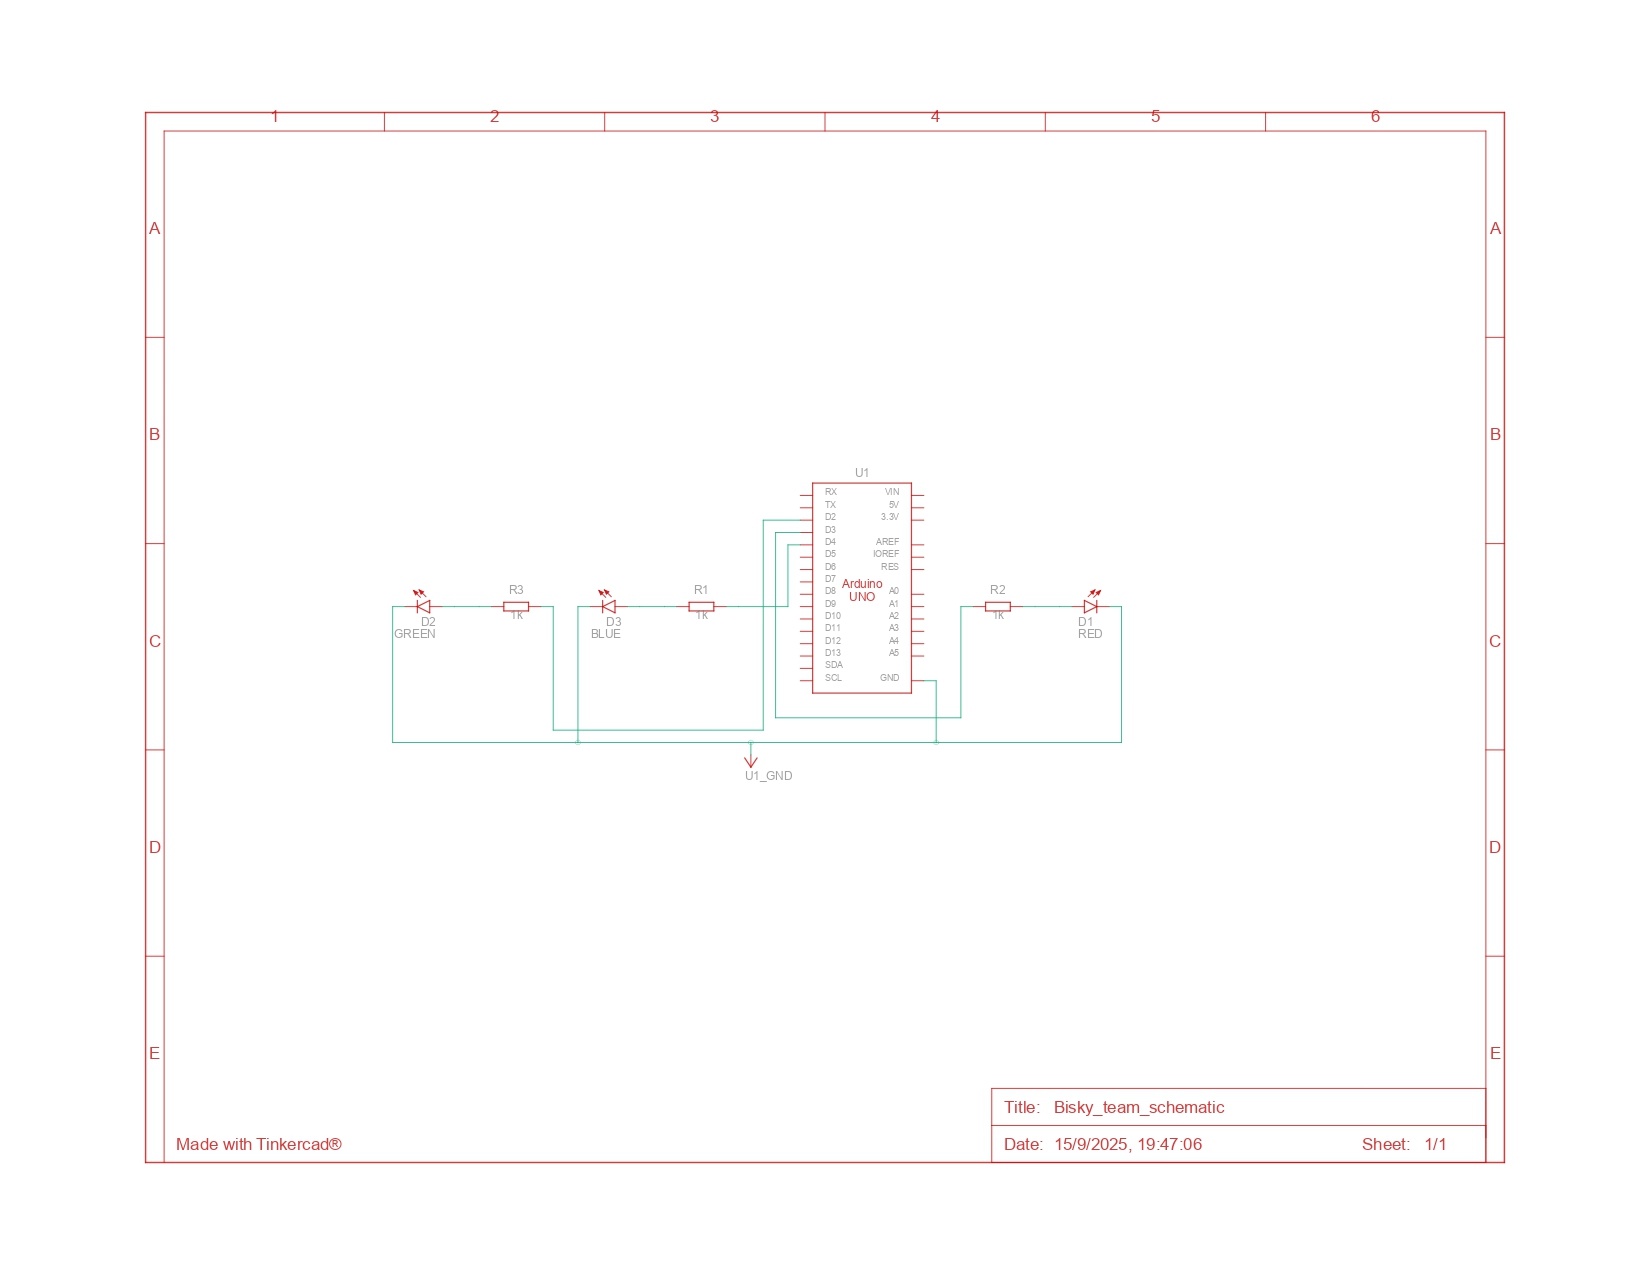 1 2 3 4 5 6
A A
B B
U1
RX VIN
TX 5V
D2 3.3V
D3
D4 AREF
D5 IOREF
D6 RES
D7
Arduino
UNO
D8 A0
D9 A1
D10 A2
D11 A3
D12 A4
D13 A5
SDA
SCL GND
R3 R1 R2
1k 1k 1k
D2 D3 D1
GREEN BLUE RED
C C
U1_GND
D D
E E
Title: Bisky_team_schematic
Made with Tinkercad® Date: 15/9/2025, 19:47:06 Sheet: 1/1